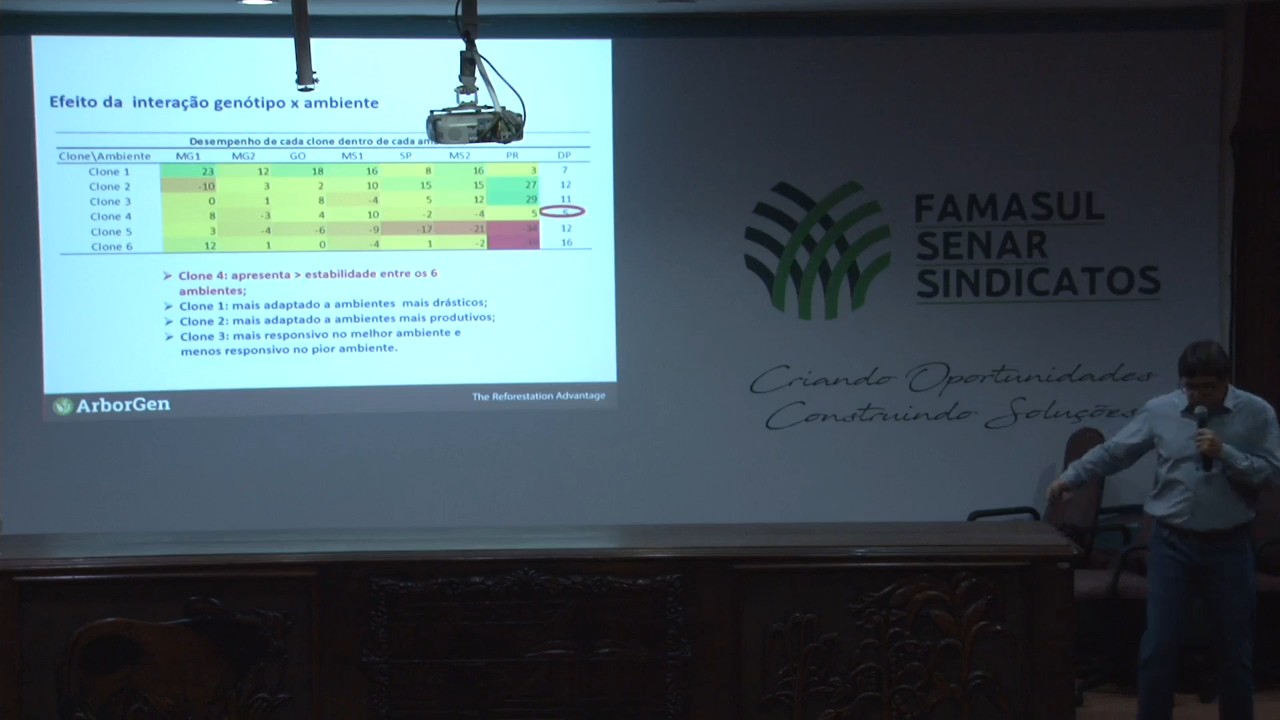 Efeito da interação genótipo x ambiente
Desempenho de cada clone dentro de cada
Clone\Ambiente MG1 MG2 GO MS1 SP MS2 PR DP
Clone 1 23 12 18 16 8 16 3 7
Clone 2 -10 3 2 10 15 15 27 12
Clone 3 0 1 8 -4 5 12 29 11
Clone 4 8 -3 4 10 -2 -4 5
Clone 5 3 -4 -6 -9 -17 -21 12
Clone 6 12 1 0 -4 1 -2 16
➢ Clone 4: apresenta > estabilidade entre os 6
ambientes;
➢ Clone 1: mais adaptado a ambientes mais drásticos;
➢ Clone 2: mais adaptado a ambientes mais produtivos;
➢ Clone 3: mais responsivo no melhor ambiente e
menos responsivo no pior ambiente.
ArborGen
The Reforestation Advantage
FAMASUL
SENAR
SINDICATOS
Criando Oportunidades
Construindo Soluções